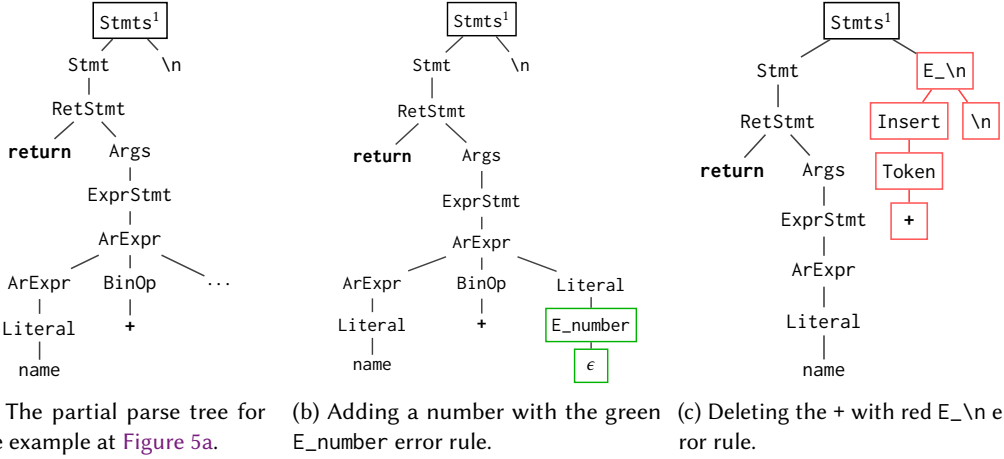 Stmts¹
Stmt \n
RetStmt
return Args
ExprStmt
ArExpr
ArExpr BinOp ...
Literal +
name
The partial parse tree for
e example at Figure 5a.
Stmts¹
Stmt \n
RetStmt
return Args
ExprStmt
ArExpr
ArExpr BinOp Literal
Literal + E_number
name ϵ
(b) Adding a number with the green
E_number error rule.
Stmts¹
Stmt E_\n
RetStmt Insert \n
return Args Token
ExprStmt +
ArExpr
Literal
name
(c) Deleting the + with red E_\n e
ror rule.